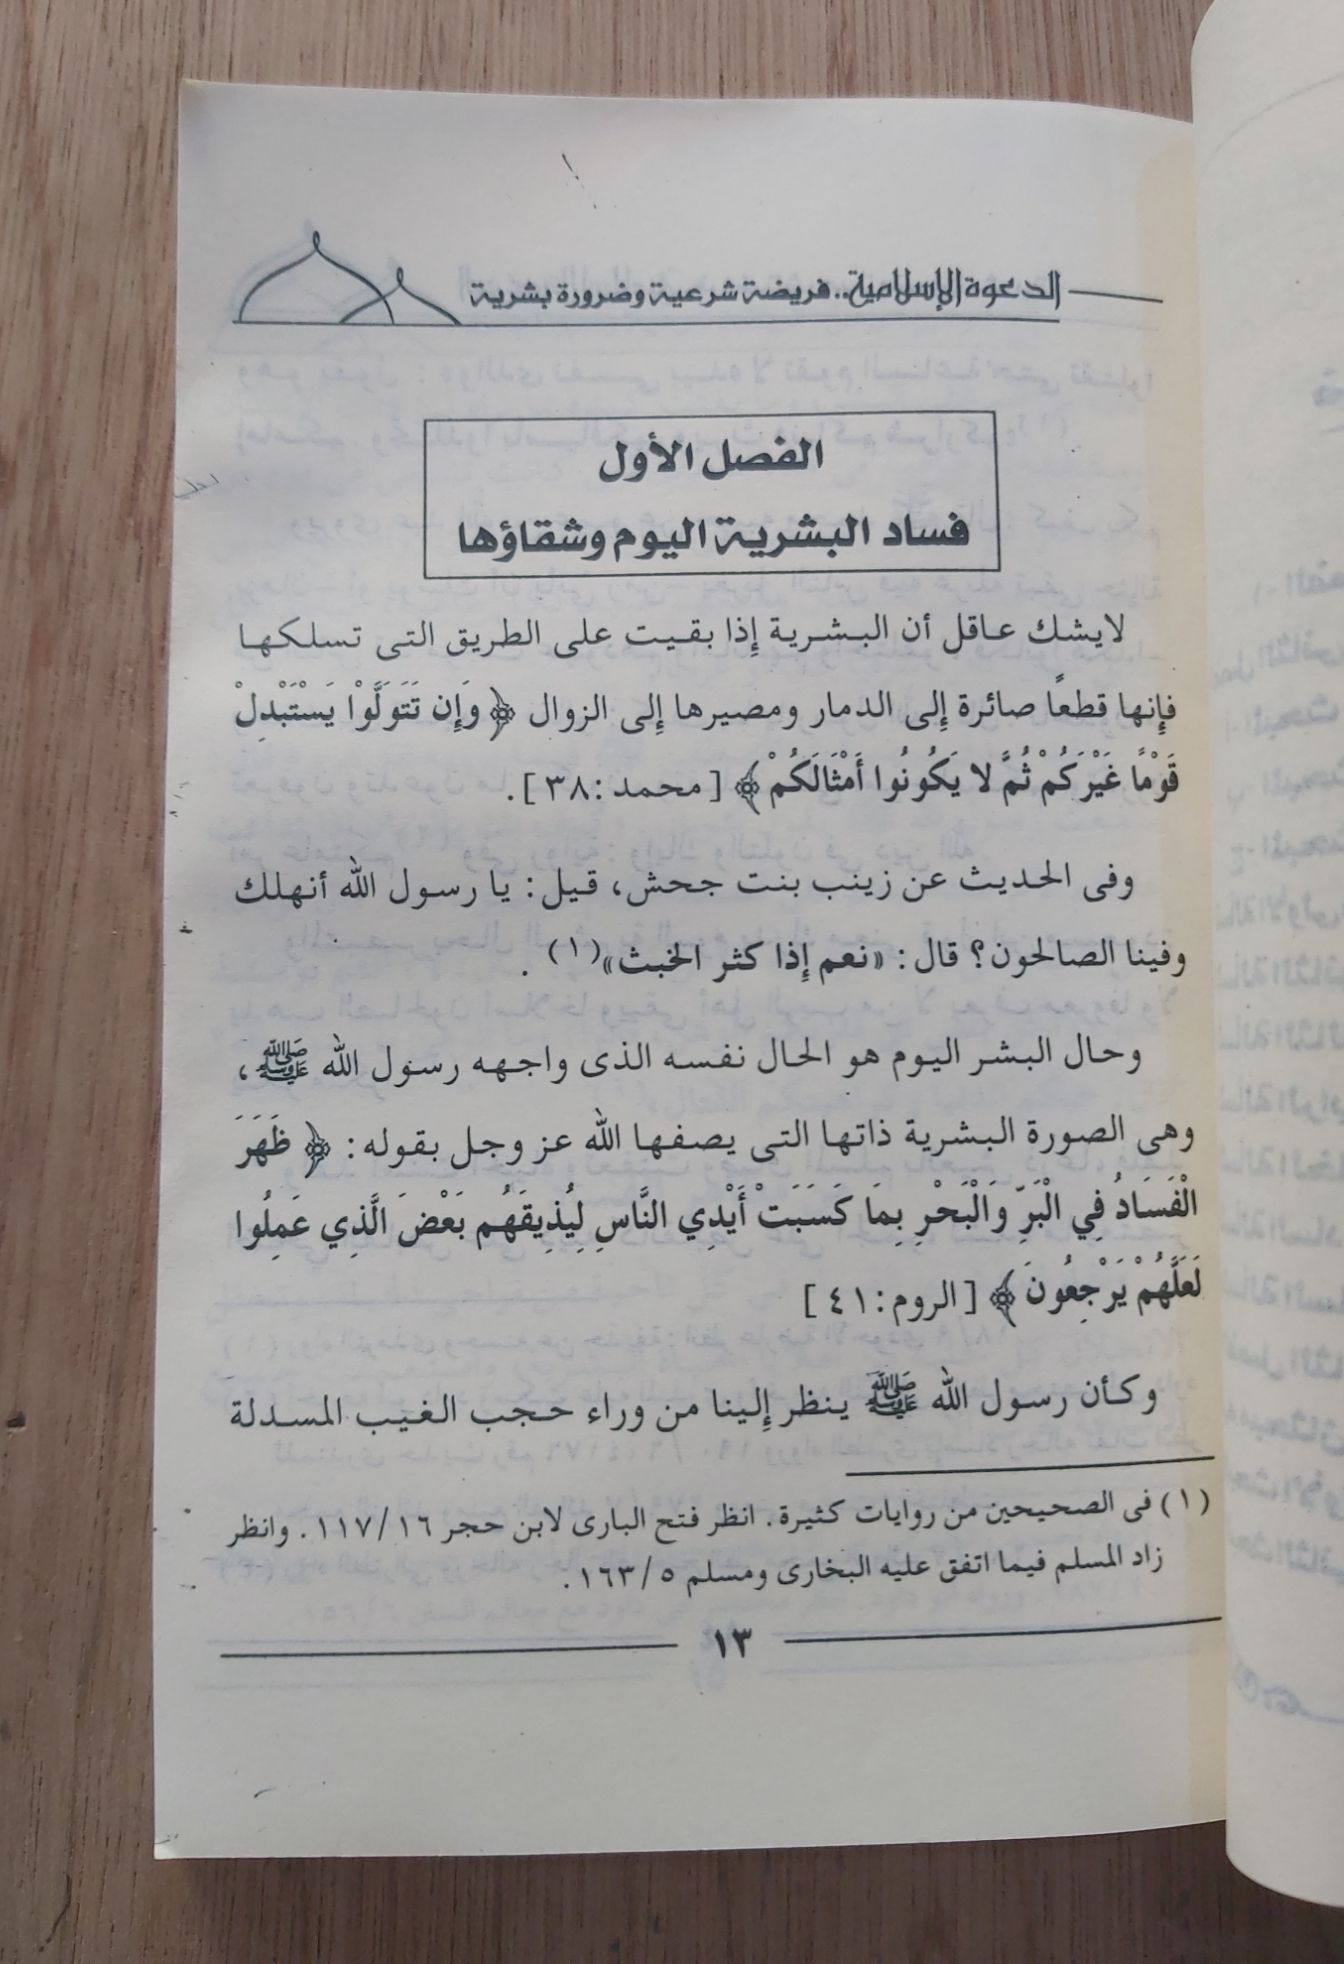 الدعوة الإسلامية.. فريضة شرعية وضرورة بشرية
الفصل الأول
فساد البشرية اليوم وشقاؤها
لايشك عاقل أن البشرية إذا بقيت على الطريق التى تسلكها
فإنها قطعًا صائرة إلى الدمار ومصيرها إلى الزوال ﴿ وَإِن تَتَوَلَّوْا يَسْتَبْدِلْ
قَوْمًا غَيْرَكُمْ ثُمَّ لا يَكُونُوا أَمْثَالَكُمْ ﴾ [ محمد : ٣٨ ] .
وفى الحديث عن زينب بنت جحش، قيل : يا رسول الله أنهلك
وفينا الصالحون؟ قال : «نعم إذا كثر الخبث»(١) .
وحال البشر اليوم هو الحال نفسه الذى واجهه رسول الله ﷺ ،
وهى الصورة البشرية ذاتها التى يصفها الله عز وجل بقوله : ﴿ ظَهَرَ
الْفَسَادُ فِي الْبَرِّ وَالْبَحْرِ بِمَا كَسَبَتْ أَيْدِي النَّاسِ لِيُذِيقَهُم بَعْضَ الَّذِي عَمِلُوا
لَعَلَّهُمْ يَرْجِعُونَ ﴾ [ الروم : ٤١ ]
وكأن رسول الله ﷺ ينظر إلينا من وراء حجب الغيب المسدلة
(١) فى الصحيحين من روايات كثيرة . انظر فتح البارى لابن حجر ١٦/ ١١٧ . وانظر
زاد المسلم فيما اتفق عليه البخارى ومسلم ٥/ ١٦٣ .
١٣